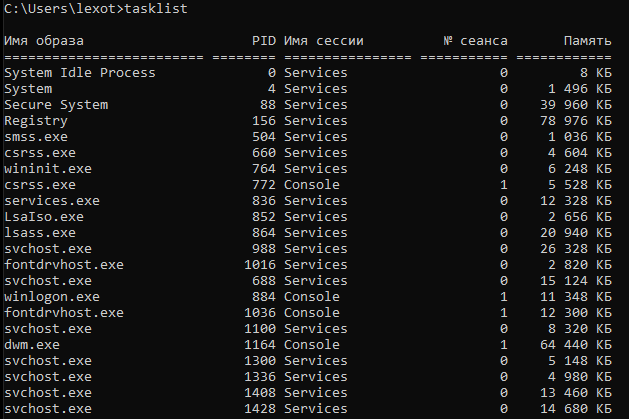 C:\Users\lexot>tasklist
Имя образа                     PID Имя сессии          № сеанса       Память
========================= ======== ================ =========== ============
System Idle Process              0 Services                   0         8 КБ
System                           4 Services                   0     1 496 КБ
Secure System                   88 Services                   0    39 960 КБ
Registry                       156 Services                   0    78 976 КБ
smss.exe                       504 Services                   0     1 036 КБ
csrss.exe                      660 Services                   0     4 604 КБ
wininit.exe                    764 Services                   0     6 248 КБ
csrss.exe                      772 Console                    1     5 528 КБ
services.exe                   836 Services                   0    12 328 КБ
LsaIso.exe                     852 Services                   0     2 656 КБ
lsass.exe                      864 Services                   0    20 940 КБ
svchost.exe                    988 Services                   0    26 328 КБ
fontdrvhost.exe               1016 Services                   0     2 820 КБ
svchost.exe                    688 Services                   0    15 124 КБ
winlogon.exe                   884 Console                    1    11 348 КБ
fontdrvhost.exe               1036 Console                    1    12 300 КБ
svchost.exe                   1100 Services                   0     8 320 КБ
dwm.exe                       1164 Console                    1    64 440 КБ
svchost.exe                   1300 Services                   0     5 148 КБ
svchost.exe                   1336 Services                   0     4 980 КБ
svchost.exe                   1408 Services                   0    13 460 КБ
svchost.exe                   1428 Services                   0    14 680 КБ